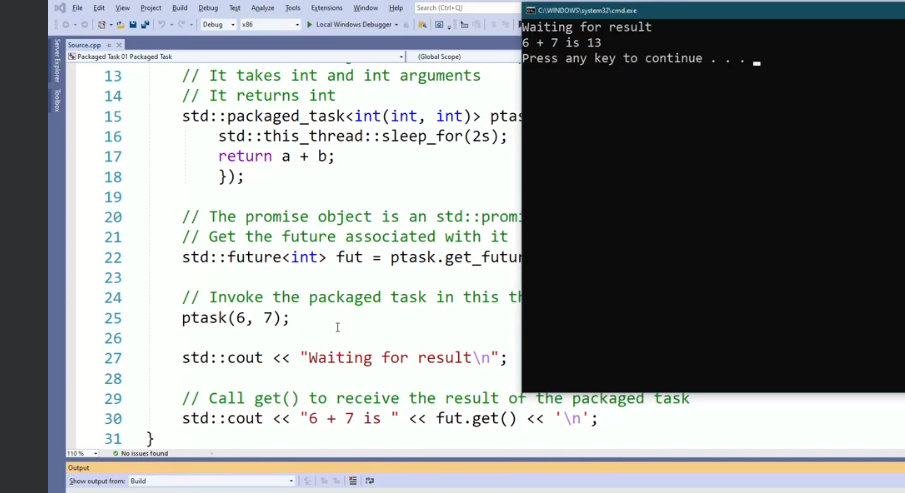 File Edit View Project Build Debug Test Analyze Tools Extensions Window Help Search (Ctrl+Q)
Debug x86 Local Windows Debugger
Source.cpp
Packaged Task 01 Packaged Task (Global Scope)
Server Explorer
Toolbox
13 // It takes int and int arguments
14 // It returns int
15 std::packaged_task<int(int, int)> ptas
16 std::this_thread::sleep_for(2s);
17 return a + b;
18 });
19
20 // The promise object is an std::promi
21 // Get the future associated with it
22 std::future<int> fut = ptask.get_futur
23
24 // Invoke the packaged task in this th
25 ptask(6, 7);
26
27 std::cout << "Waiting for result\n";
28
29 // Call get() to receive the result of the packaged task
30 std::cout << "6 + 7 is " << fut.get() << '\n';
31 }
110 % No issues found
Output
Show output from: Build
C:\WINDOWS\system32\cmd.exe
Waiting for result
6 + 7 is 13
Press any key to continue . . .